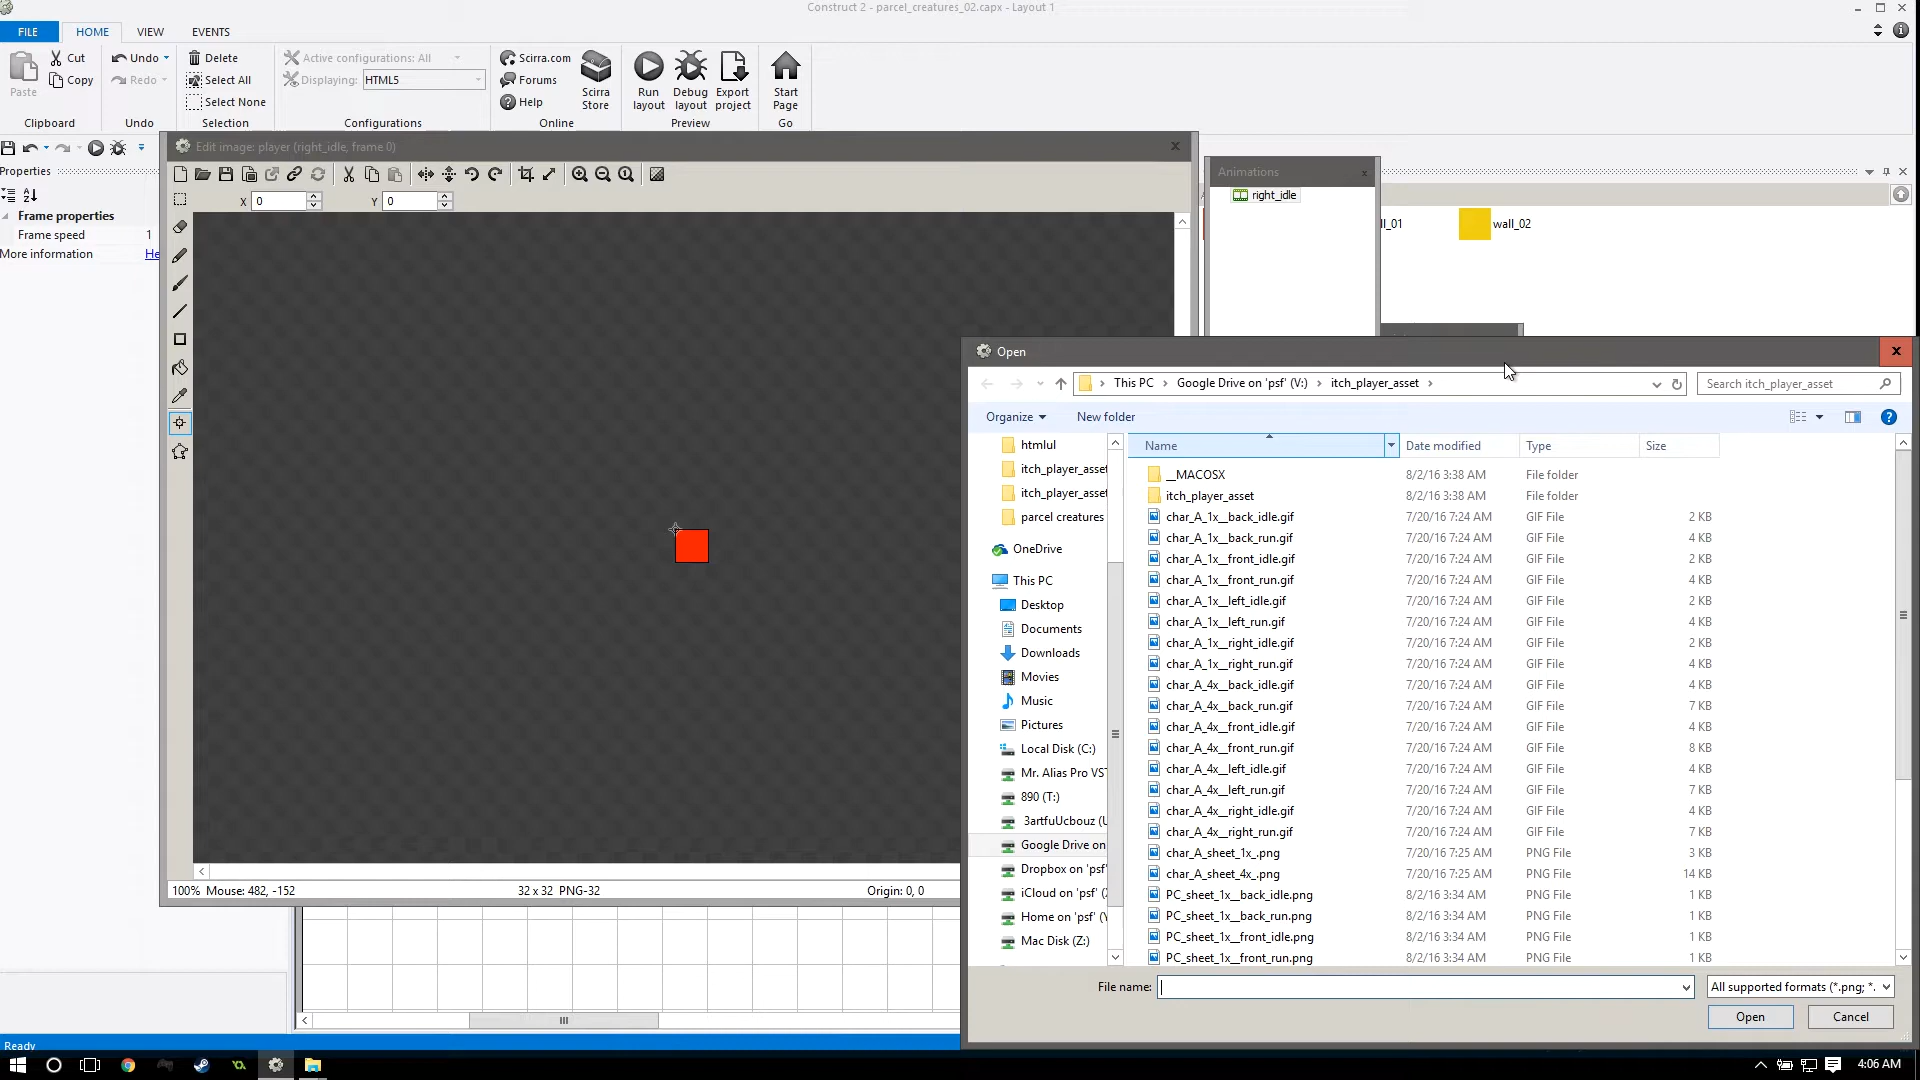 Construct 2 - parcel_creatures_02.capx - Layout 1
FILE HOME VIEW EVENTS
Paste Cut Copy Undo Redo Delete Select All Select None
Active configurations: All
Displaying: HTML5
Scirra.com Forums Help Scirra Store
Run layout Debug layout Export project Start Page
Clipboard Undo Selection Configurations Online Preview Go
Properties
Frame properties
Frame speed 1
More information He
Edit image: player (right_idle, frame 0)
X 0 Y 0
Animations
right_idle
ll_01 wall_02
Open
This PC Google Drive on 'psf' (V:) itch_player_asset
Search itch_player_asset
Organize New folder
htmlul
itch_player_asset
itch_player_asset
parcel creatures
OneDrive
This PC
Desktop
Documents
Downloads
Movies
Music
Pictures
Local Disk (C:)
Mr. Alias Pro VST
890 (T:)
3artfuUcbouz (U
Google Drive on
Dropbox on 'psf'
iCloud on 'psf' (
Home on 'psf' (Y
Mac Disk (Z:)
Name Date modified Type Size
__MACOSX 8/2/16 3:38 AM File folder
itch_player_asset 8/2/16 3:38 AM File folder
char_A_1x__back_idle.gif 7/20/16 7:24 AM GIF File 2 KB
char_A_1x__back_run.gif 7/20/16 7:24 AM GIF File 4 KB
char_A_1x__front_idle.gif 7/20/16 7:24 AM GIF File 2 KB
char_A_1x__front_run.gif 7/20/16 7:24 AM GIF File 4 KB
char_A_1x__left_idle.gif 7/20/16 7:24 AM GIF File 2 KB
char_A_1x__left_run.gif 7/20/16 7:24 AM GIF File 4 KB
char_A_1x__right_idle.gif 7/20/16 7:24 AM GIF File 2 KB
char_A_1x__right_run.gif 7/20/16 7:24 AM GIF File 4 KB
char_A_4x__back_idle.gif 7/20/16 7:24 AM GIF File 4 KB
char_A_4x__back_run.gif 7/20/16 7:24 AM GIF File 7 KB
char_A_4x__front_idle.gif 7/20/16 7:24 AM GIF File 4 KB
char_A_4x__front_run.gif 7/20/16 7:24 AM GIF File 8 KB
char_A_4x__left_idle.gif 7/20/16 7:24 AM GIF File 4 KB
char_A_4x__left_run.gif 7/20/16 7:24 AM GIF File 7 KB
char_A_4x__right_idle.gif 7/20/16 7:24 AM GIF File 4 KB
char_A_4x__right_run.gif 7/20/16 7:24 AM GIF File 7 KB
char_A_sheet_1x_.png 7/20/16 7:25 AM PNG File 3 KB
char_A_sheet_4x_.png 7/20/16 7:25 AM PNG File 14 KB
PC_sheet_1x__back_idle.png 8/2/16 3:34 AM PNG File 1 KB
PC_sheet_1x__back_run.png 8/2/16 3:34 AM PNG File 1 KB
PC_sheet_1x__front_idle.png 8/2/16 3:34 AM PNG File 1 KB
PC_sheet_1x__front_run.png 8/2/16 3:34 AM PNG File 1 KB
File name: All supported formats (*.png; *.
Open Cancel
100% Mouse: 482, -152 32 x 32 PNG-32 Origin: 0, 0
Ready
4:06 AM